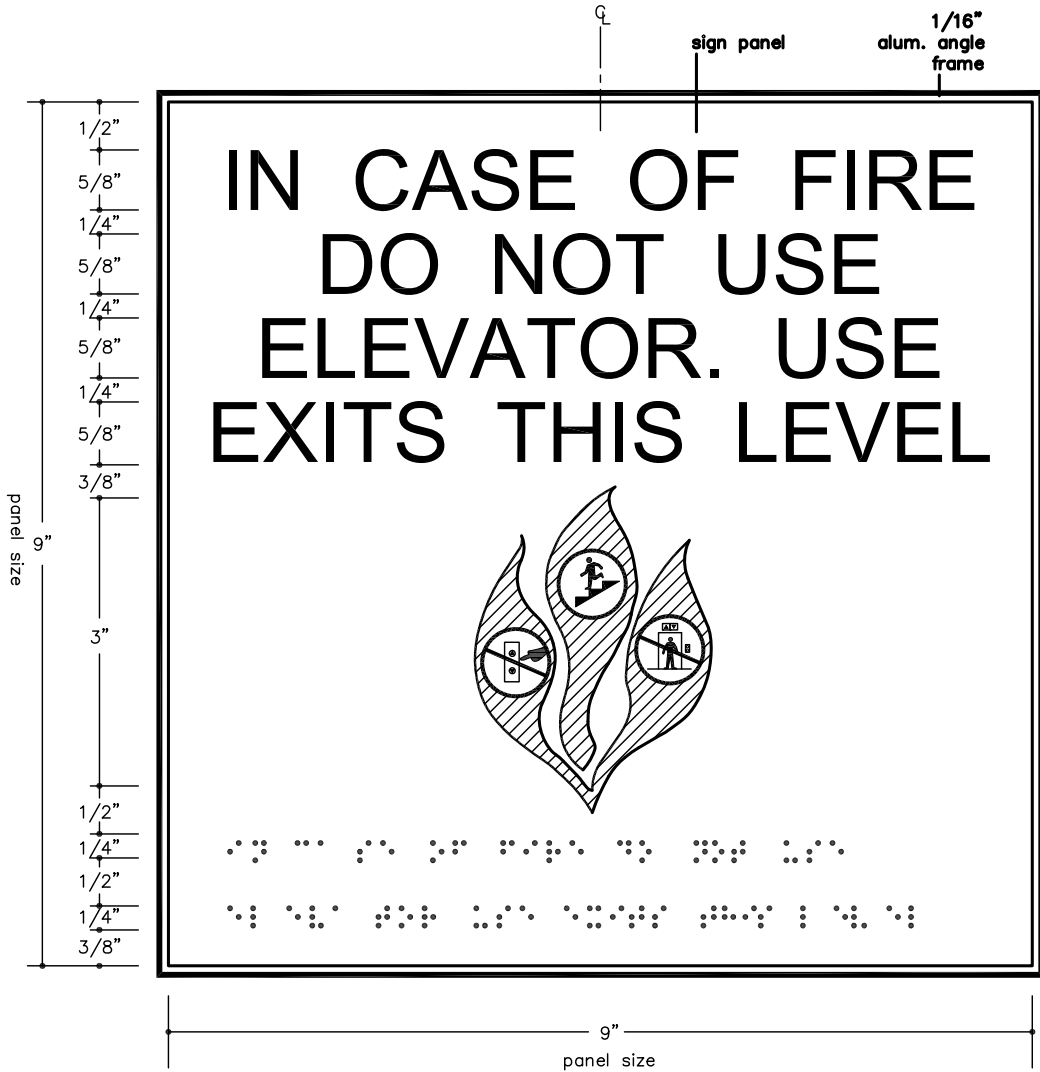 ℄
sign panel
1/16”
alum. angle
frame
1/2”
5/8”
1/4”
5/8”
1/4”
5/8”
1/4”
5/8”
3/8”
3”
1/2”
1/4”
1/2”
1/4”
3/8”
9”
panel size
IN CASE OF FIRE
DO NOT USE
ELEVATOR. USE
EXITS THIS LEVEL
9”
panel size